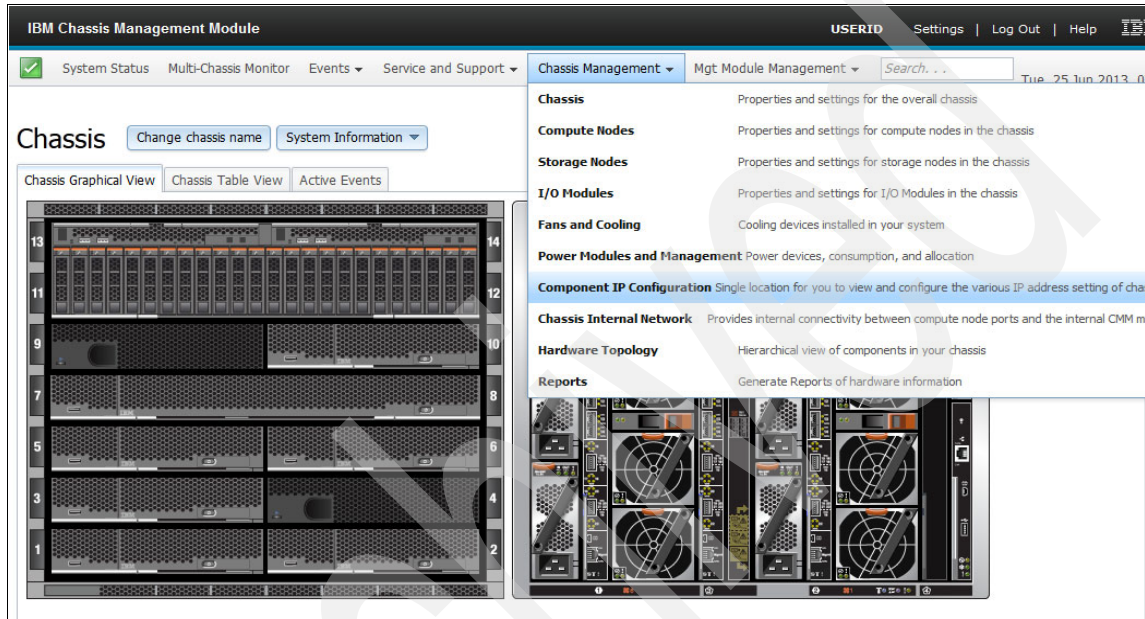 IBM Chassis Management Module USERID Settings | Log Out | Help IBM
System Status Multi-Chassis Monitor Events Service and Support Chassis Management Mgt Module Management Search. . . Tue, 25 Jun 2013, 0
Chassis Properties and settings for the overall chassis
Compute Nodes Properties and settings for compute nodes in the chassis
Chassis Change chassis name System Information
Storage Nodes Properties and settings for storage nodes in the chassis
Chassis Graphical View Chassis Table View Active Events
I/O Modules Properties and settings for I/O Modules in the chassis
Fans and Cooling Cooling devices installed in your system
Power Modules and Management Power devices, consumption, and allocation
Component IP Configuration Single location for you to view and configure the various IP address setting of cha
Chassis Internal Network Provides internal connectivity between compute node ports and the internal CMM m
Hardware Topology Hierarchical view of components in your chassis
Reports Generate Reports of hardware information
13 14
11 12
9 10
7 8
5 6
3 4
1 2